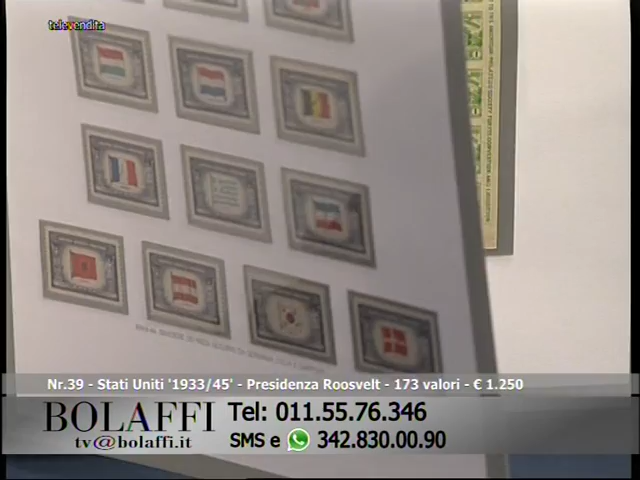 televendita
Nr.39 - Stati Uniti '1933/45' - Presidenza Roosvelt - 173 valori - € 1.250
BOLAFFI
tv@bolaffi.it
Tel: 011.55.76.346
SMS e 342.830.00.90